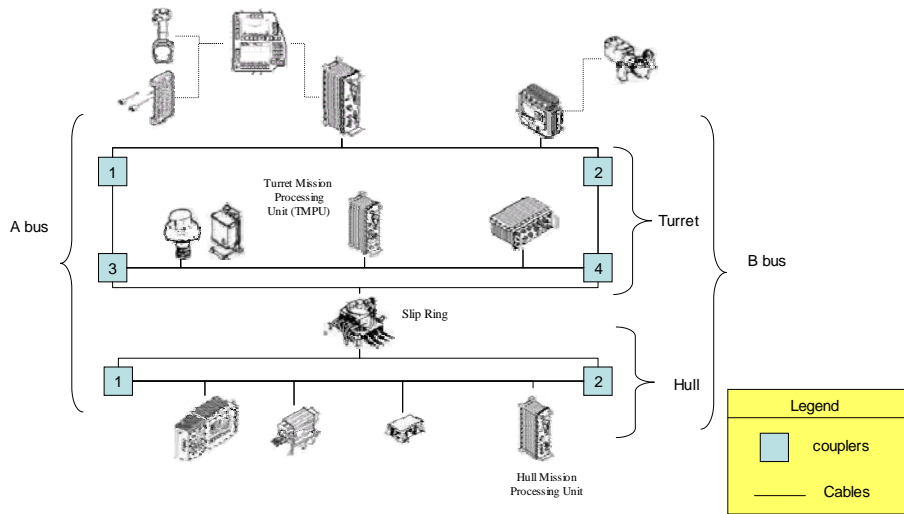 1
2
Turret Mission
Processing
Unit (TMPU)
Turret
A bus
3
4
B bus
Slip Ring
1
2
Hull
Hull Mission
Processing Unit
Legend
couplers
Cables